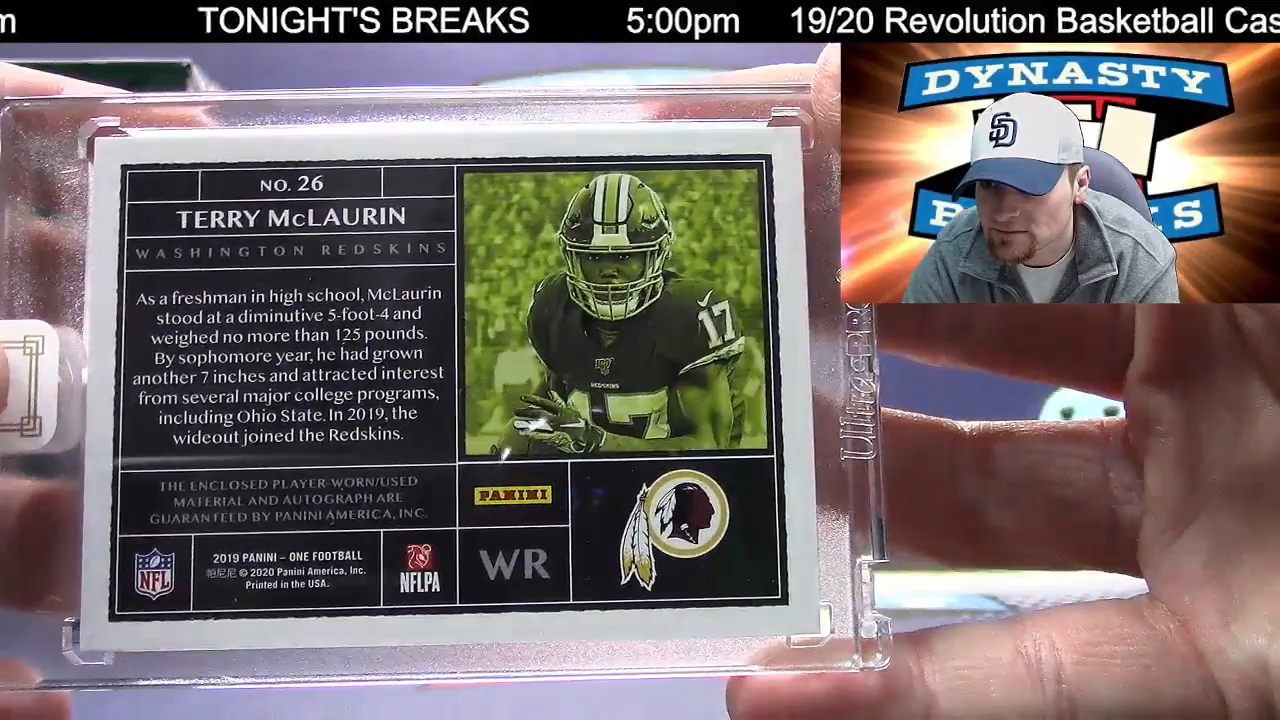 m TONIGHT'S BREAKS 5:00pm 19/20 Revolution Basketball Cas
DYNASTY
SD
B S
NO. 26
TERRY McLAURIN
WASHINGTON REDSKINS
As a freshman in high school, McLaurin
stood at a diminutive 5-foot-4 and
weighed no more than 125 pounds.
By sophomore year, he had grown
another 7 inches and attracted interest
from several major college programs,
including Ohio State. In 2019, the
wideout joined the Redskins.
17
REDSKINS
17
THE ENCLOSED PLAYER-WORN/USED
MATERIAL AND AUTOGRAPH ARE
GUARANTEED BY PANINI AMERICA, INC.
PANINI
NFL
2019 PANINI – ONE FOOTBALL
帕尼尼 © 2020 Panini America, Inc.
Printed in the USA.
NFLPA
WR
Ultra PRO